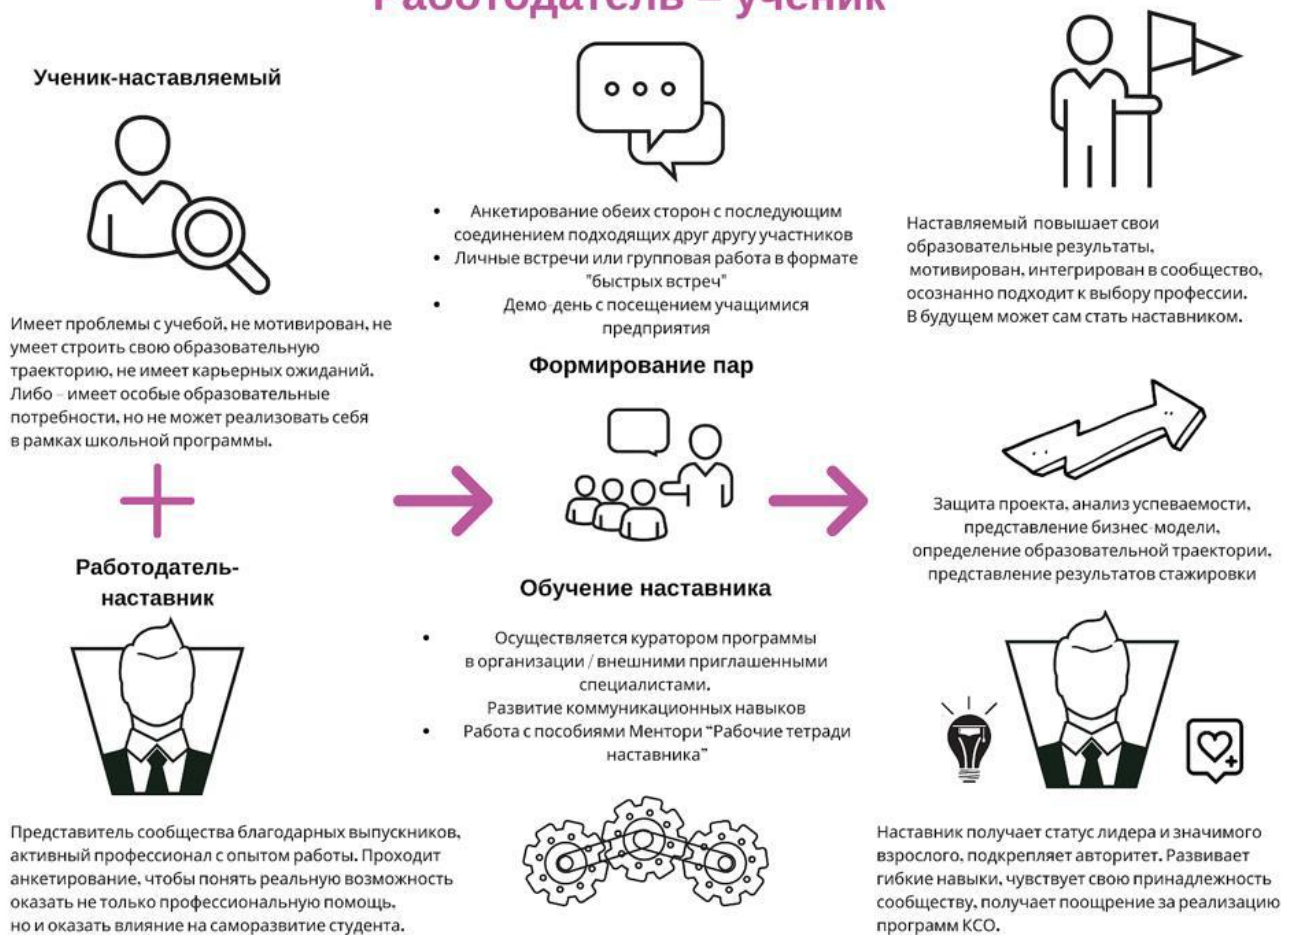 Работодатель – ученик
Ученик-наставляемый
Имеет проблемы с учебой, не мотивирован, не
умеет строить свою образовательную
траекторию, не имеет карьерных ожиданий.
Либо – имеет особые образовательные
потребности, но не может реализовать себя
в рамках школьной программы.
Работодатель-
наставник
Представитель сообщества благодарных выпускников,
активный профессионал с опытом работы. Проходит
анкетирование, чтобы понять реальную возможность
оказать не только профессиональную помощь,
но и оказать влияние на саморазвитие студента.
• Анкетирование обеих сторон с последующим
соединением подходящих друг другу участников
• Личные встречи или групповая работа в формате
"быстрых встреч"
• Демо-день с посещением учащимися
предприятия
Формирование пар
Обучение наставника
• Осуществляется куратором программы
в организации / внешними приглашенными
специалистами.
Развитие коммуникационных навыков
• Работа с пособиями Ментори “Рабочие тетради
наставника”
Наставляемый повышает свои
образовательные результаты,
мотивирован, интегрирован в сообщество,
осознанно подходит к выбору профессии.
В будущем может сам стать наставником.
Защита проекта, анализ успеваемости,
представление бизнес-модели,
определение образовательной траектории,
представление результатов стажировки
Наставник получает статус лидера и значимого
взрослого, подкрепляет авторитет. Развивает
гибкие навыки, чувствует свою принадлежность
сообществу, получает поощрение за реализацию
программ КСО.